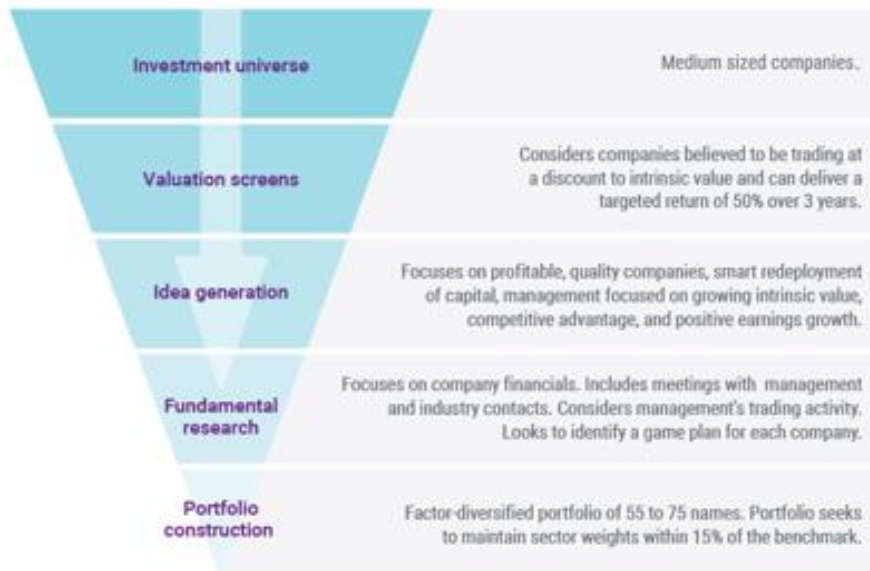 Investment universe
Medium sized companies.
Valuation screens
Considers companies believed to be trading at
a discount to intrinsic value and can deliver a
targeted return of 50% over 3 years.
Idea generation
Focuses on profitable, quality companies, smart redeployment
of capital, management focused on growing intrinsic value,
competitive advantage, and positive earnings growth.
Fundamental
research
Focuses on company financials. Includes meetings with management
and industry contacts. Considers management's trading activity.
Looks to identify a game plan for each company.
Portfolio
construction
Factor-diversified portfolio of 55 to 75 names. Portfolio seeks
to maintain sector weights within 15% of the benchmark.